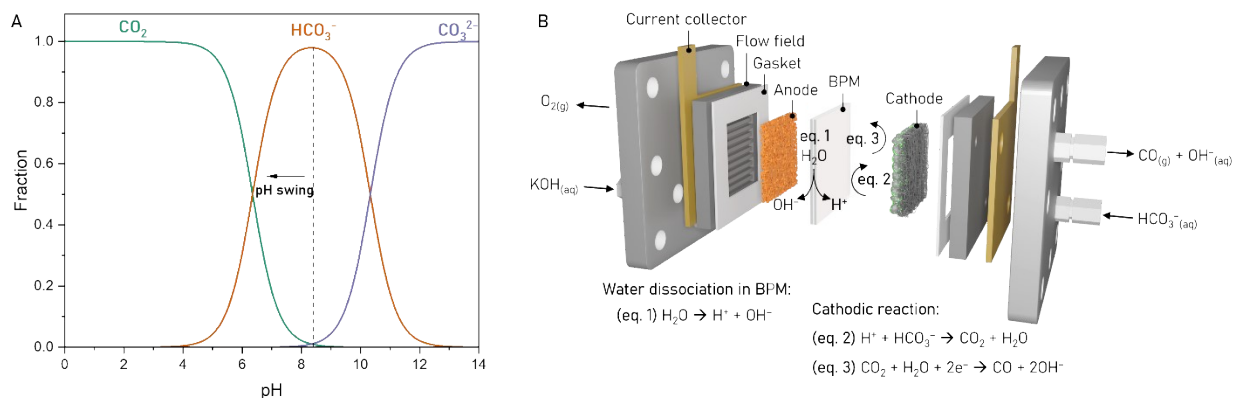 A
CO₂
HCO₃⁻
CO₃²⁻
1.0
0.8
0.6
0.4
0.2
0.0
Fraction
pH swing
0
2
4
6
8
10
12
14
pH
B
Current collector
Flow field
Gasket
Anode
BPM
Cathode
O₂(g)
KOH(aq)
eq. 1
H₂O
eq. 3
eq. 2
OH⁻
H⁺
CO(g) + OH⁻(aq)
HCO₃⁻(aq)
Water dissociation in BPM:
(eq. 1) H₂O → H⁺ + OH⁻
Cathodic reaction:
(eq. 2) H⁺ + HCO₃⁻ → CO₂ + H₂O
(eq. 3) CO₂ + H₂O + 2e⁻ → CO + 2OH⁻